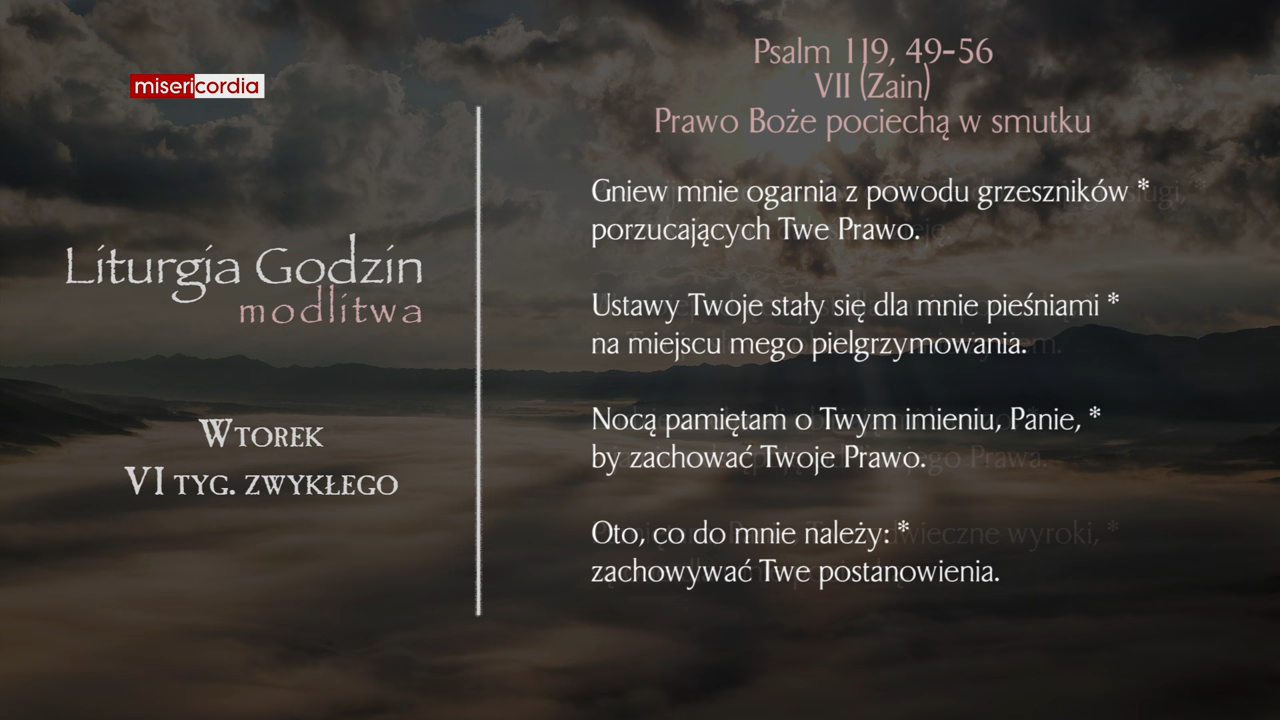 misericordia
Liturgia Godzin
modlitwa
Wtorek
VI tyg. zwykłego
Psalm 119, 49-56
VII (Zain)
Prawo Boże pociechą w smutku
Gniew mnie ogarnia z powodu grzeszników *
porzucających Twe Prawo.
Ustawy Twoje stały się dla mnie pieśniami *
na miejscu mego pielgrzymowania.
Nocą pamiętam o Twym imieniu, Panie, *
by zachować Twoje Prawo.
Oto, co do mnie należy: *
zachowywać Twe postanowienia.